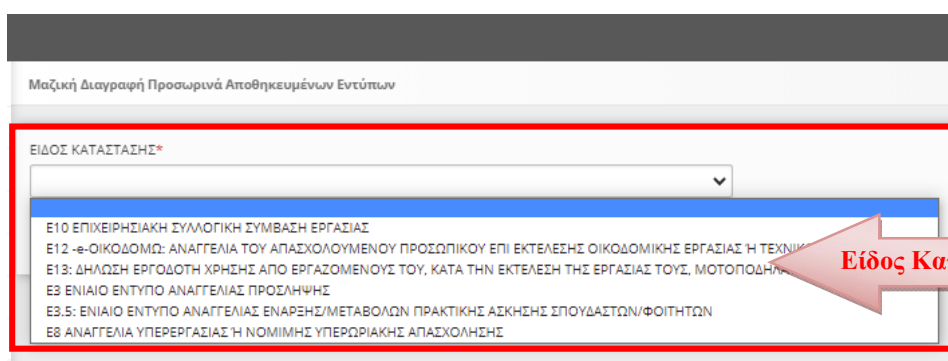 Μαζική Διαγραφή Προσωρινά Αποθηκευμένων Εντύπων
ΕΙΔΟΣ ΚΑΤΑΣΤΑΣΗΣ*
Ε10 ΕΠΙΧΕΙΡΗΣΙΑΚΗ ΣΥΛΛΟΓΙΚΗ ΣΥΜΒΑΣΗ ΕΡΓΑΣΙΑΣ
Ε12 -e-ΟΙΚΟΔΟΜΩ: ΑΝΑΓΓΕΛΙΑ ΤΟΥ ΑΠΑΣΧΟΛΟΥΜΕΝΟΥ ΠΡΟΣΩΠΙΚΟΥ ΕΠΙ ΕΚΤΕΛΕΣΗΣ ΟΙΚΟΔΟΜΙΚΗΣ ΕΡΓΑΣΙΑΣ Ή
Ε13: ΔΗΛΩΣΗ ΕΡΓΟΔΟΤΗ ΧΡΗΣΗΣ ΑΠΟ ΕΡΓΑΖΟΜΕΝΟΥΣ ΤΟΥ, ΚΑΤΑ ΤΗΝ ΕΚΤΕΛΕΣΗ ΤΗΣ ΕΡΓΑΣΙΑΣ ΤΟΥΣ,
Είδος
Ε3 ΕΝΙΑΙΟ ΕΝΤΥΠΟ ΑΝΑΓΓΕΛΙΑΣ ΠΡΟΣΛΗΨΗΣ
Ε3.5: ΕΝΙΑΙΟ ΕΝΤΥΠΟ ΑΝΑΓΓΕΛΙΑΣ ΕΝΑΡΞΗΣ/ΜΕΤΑΒΟΛΩΝ ΠΡΑΚΤΙΚΗΣ ΑΣΚΗΣΗΣ ΣΠΟΥΔΑΣΤΩΝ/ΦΟΙΤΗΤΩΝ
Ε8 ΑΝΑΓΓΕΛΙΑ ΥΠΕΡΕΡΓΑΣΙΑΣ Ή ΝΟΜΙΜΗΣ ΥΠΕΡΩΡΙΑΚΗΣ ΑΠΑΣΧΟΛΗΣΗΣ